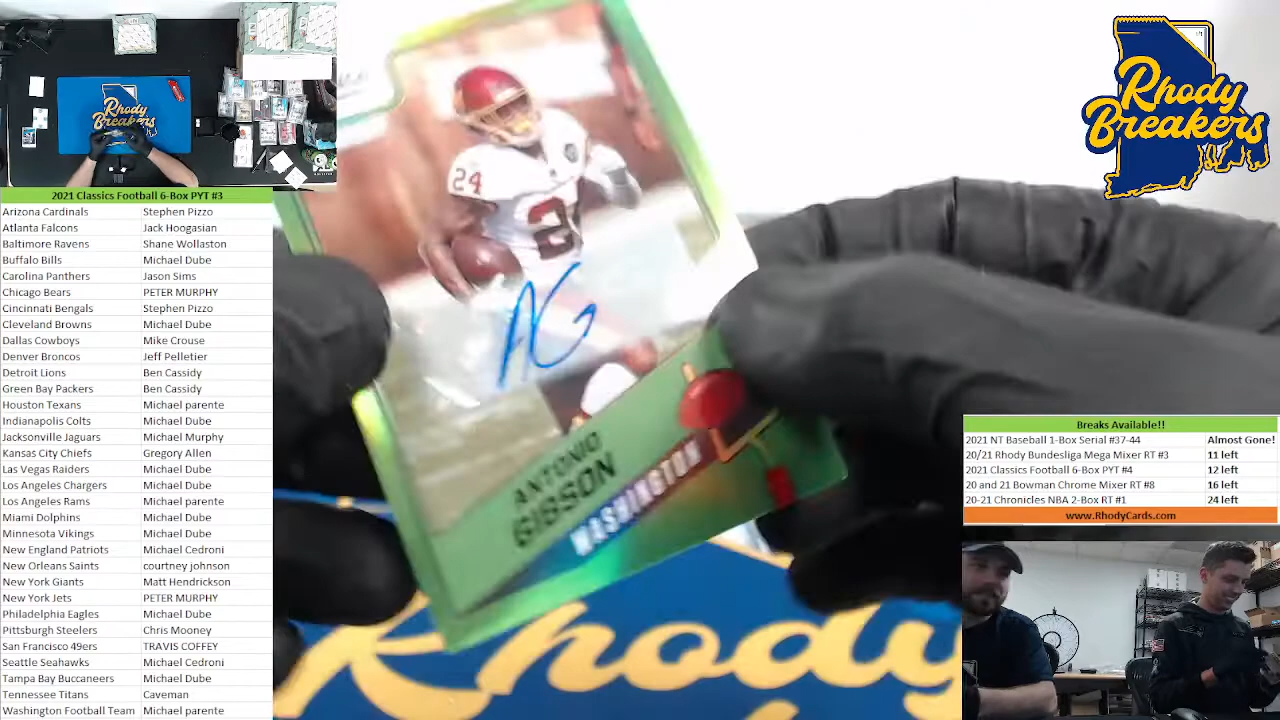 Rhody
Breakers
2021 Classics Football 6-Box PYT #3
Arizona Cardinals Stephen Pizzo
Atlanta Falcons Jack Hoogasian
Baltimore Ravens Shane Wollaston
Buffalo Bills Michael Dube
Carolina Panthers Jason Sims
Chicago Bears PETER MURPHY
Cincinnati Bengals Stephen Pizzo
Cleveland Browns Michael Dube
Dallas Cowboys Mike Crouse
Denver Broncos Jeff Pelletier
Detroit Lions Ben Cassidy
Green Bay Packers Ben Cassidy
Houston Texans Michael parente
Indianapolis Colts Michael Dube
Jacksonville Jaguars Michael Murphy
Kansas City Chiefs Gregory Allen
Las Vegas Raiders Michael Dube
Los Angeles Chargers Michael Dube
Los Angeles Rams Michael parente
Miami Dolphins Michael Dube
Minnesota Vikings Michael Dube
New England Patriots Michael Cedroni
New Orleans Saints courtney johnson
New York Giants Matt Hendrickson
New York Jets PETER MURPHY
Philadelphia Eagles Michael Dube
Pittsburgh Steelers Chris Mooney
San Francisco 49ers TRAVIS COFFEY
Seattle Seahawks Michael Cedroni
Tampa Bay Buccaneers Michael Dube
Tennessee Titans Caveman
Washington Football Team Michael parente
24
2
AG
ANTONIO
GIBSON
WASHINGTON
Rhody
Rhody
Breakers
Breaks Available!!
2021 NT Baseball 1-Box Serial #37-44 Almost Gone!
20/21 Rhody Bundesliga Mega Mixer RT #3 11 left
2021 Classics Football 6-Box PYT #4 12 left
20 and 21 Bowman Chrome Mixer RT #8 16 left
20-21 Chronicles NBA 2-Box RT #1 24 left
www.RhodyCards.com